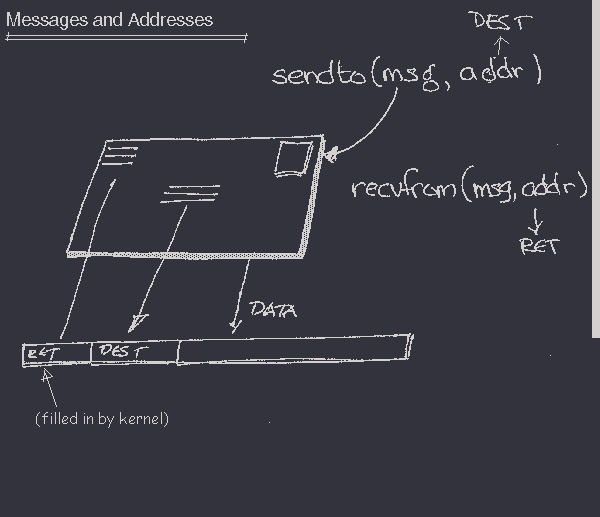 Messages and Addresses
DEST
sendto(msg, addr)
recvfrom(msg, addr)
RET
DATA
RET
DEST
(filled in by kernel)